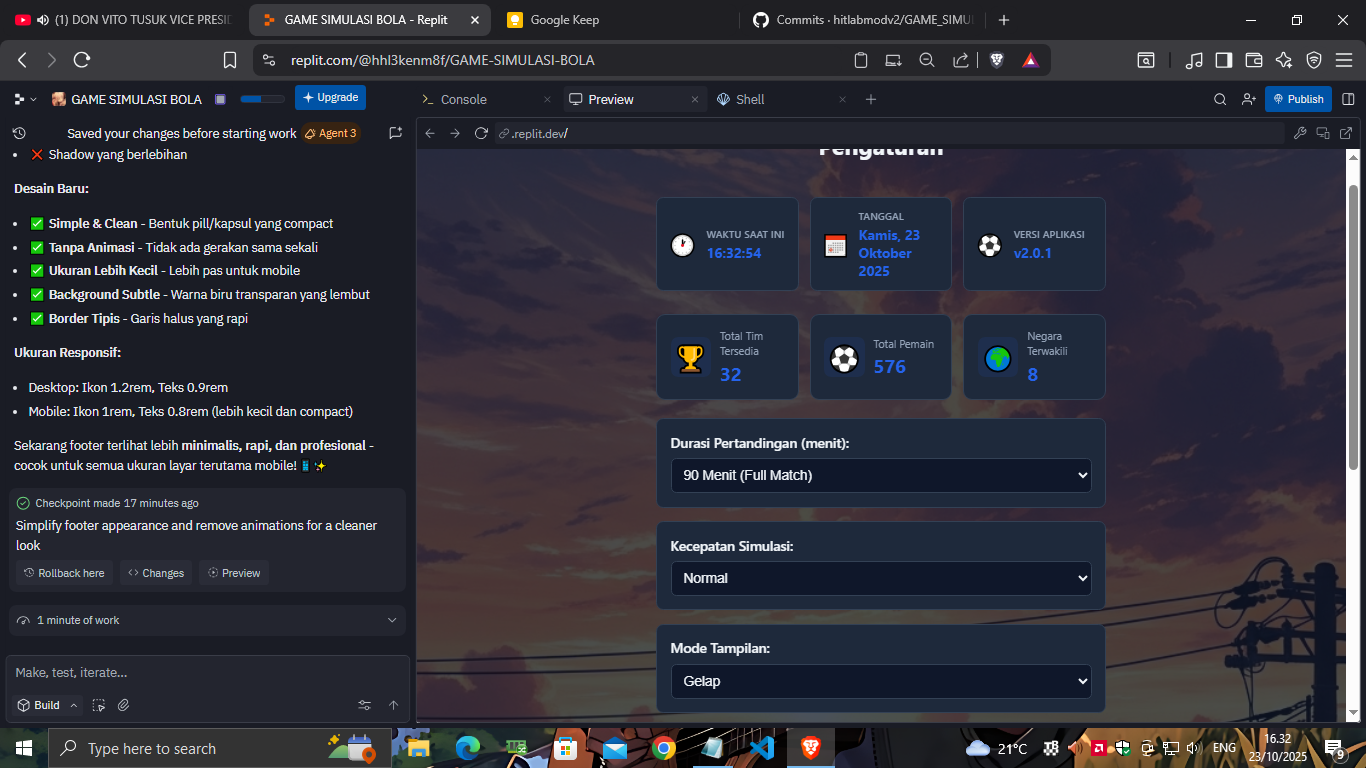 (1) DON VITO TUSUK VICE PRESID
GAME SIMULASI BOLA - Replit
Google Keep
Commits · hitlabmodv2/GAME_SIMUL
replit.com/@hhl3kenm8f/GAME-SIMULASI-BOLA
GAME SIMULASI BOLA
Upgrade
Console
Preview
Shell
Publish
Saved your changes before starting work
Agent 3
.replit.dev/
Shadow yang berlebihan
Desain Baru:
Simple & Clean - Bentuk pill/kapsul yang compact
Tanpa Animasi - Tidak ada gerakan sama sekali
Ukuran Lebih Kecil - Lebih pas untuk mobile
Background Subtle - Warna biru transparan yang lembut
Border Tipis - Garis halus yang rapi
Ukuran Responsif:
Desktop: Ikon 1.2rem, Teks 0.9rem
Mobile: Ikon 1rem, Teks 0.8rem (lebih kecil dan compact)
Sekarang footer terlihat lebih minimalis, rapi, dan profesional -
cocok untuk semua ukuran layar terutama mobile!
Checkpoint made 17 minutes ago
Simplify footer appearance and remove animations for a cleaner
look
Rollback here
Changes
Preview
1 minute of work
Make, test, iterate...
Build
Pengaturan
WAKTU SAAT INI
16:32:54
TANGGAL
Kamis, 23
Oktober
2025
VERSI APLIKASI
v2.0.1
Total Tim
Tersedia
32
Total Pemain
576
Negara
Terwakili
8
Durasi Pertandingan (menit):
90 Menit (Full Match)
Kecepatan Simulasi:
Normal
Mode Tampilan:
Gelap
Type here to search
21°C
ENG
16.32
23/10/2025
9